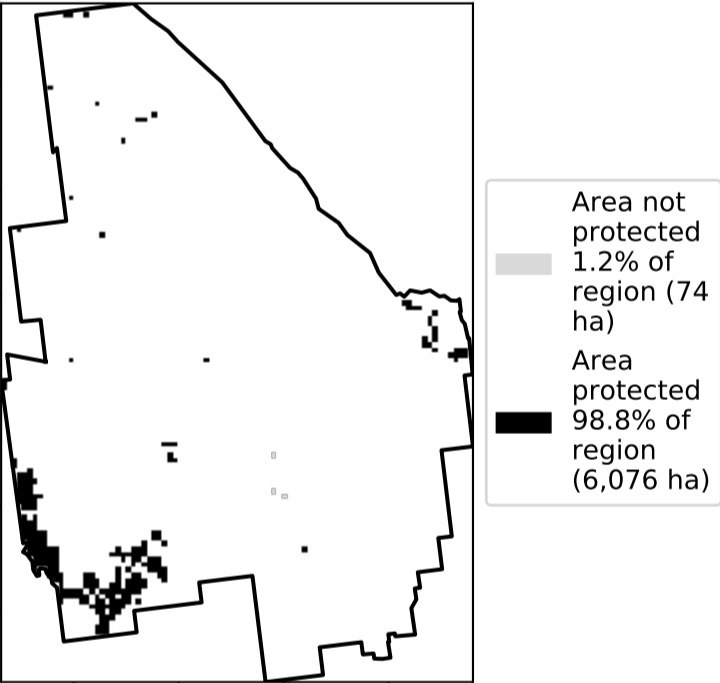 Area not
protected
1.2% of
region (74
ha)
Area
protected
98.8% of
region
(6,076 ha)